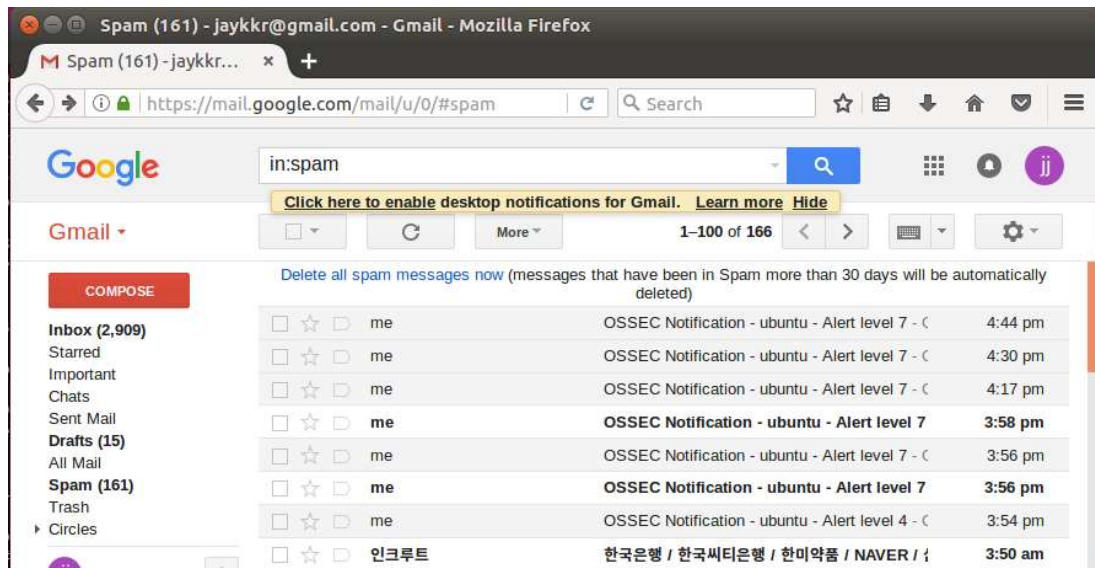 Spam (161) - jaykkr@gmail.com - Gmail - Mozilla Firefox
Spam (161) - jaykkr... × +
https://mail.google.com/mail/u/0/#spam Search
Google in:spam jj
Click here to enable desktop notifications for Gmail. Learn more Hide
Gmail More 1–100 of 166
Delete all spam messages now (messages that have been in Spam more than 30 days will be automatically
deleted)
COMPOSE
Inbox (2,909)
Starred
Important
Chats
Sent Mail
Drafts (15)
All Mail
Spam (161)
Trash
Circles
me OSSEC Notification - ubuntu - Alert level 7 - 4:44 pm
me OSSEC Notification - ubuntu - Alert level 7 - 4:30 pm
me OSSEC Notification - ubuntu - Alert level 7 - 4:17 pm
me OSSEC Notification - ubuntu - Alert level 7 3:58 pm
me OSSEC Notification - ubuntu - Alert level 7 - 3:56 pm
me OSSEC Notification - ubuntu - Alert level 7 3:56 pm
me OSSEC Notification - ubuntu - Alert level 4 - 3:54 pm
인크루트 한국은행 / 한국씨티은행 / 한미약품 / NAVER / 3:50 am